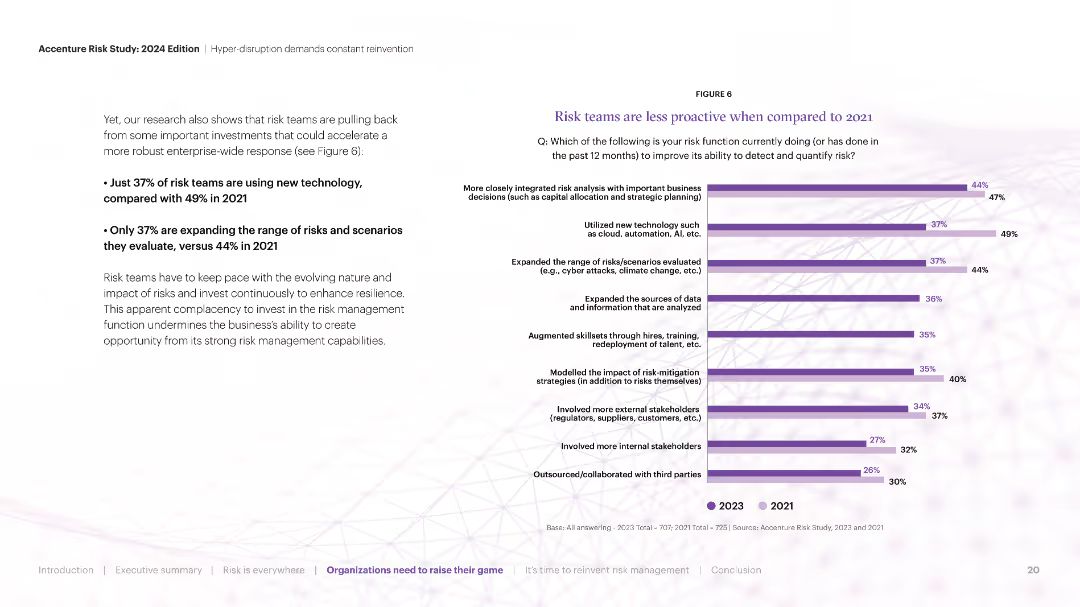 Accenture Risk Study: 2024 Edition | Hyper-disruption demands constant reinvention
Yet, our research also shows that risk teams are pulling back
from some important investments that could accelerate a
more robust enterprise-wide response (see Figure 6):
• Just 37% of risk teams are using new technology,
compared with 49% in 2021
• Only 37% are expanding the range of risks and scenarios
they evaluate, versus 44% in 2021
Risk teams have to keep pace with the evolving nature and
impact of risks and invest continuously to enhance resilience.
This apparent complacency to invest in the risk management
function undermines the business's ability to create
opportunity from its strong risk management capabilities.
FIGURE 6
Risk teams are less proactive when compared to 2021
Q: Which of the following is your risk function currently doing (or has done in
the past 12 months) to improve its ability to detect and quantify risk?
More closely integrated risk analysis with important business
decisions (such as capital allocation and strategic planning)
44%
47%
Utilized new technology such
as cloud, automation, AI, etc.
37%
49%
Expanded the range of risks/scenarios evaluated
(e.g., cyber attacks, climate change, etc.)
37%
44%
Expanded the sources of data
and information that are analyzed
36%
Augmented skillsets through hires, training,
redeployment of talent, etc.
35%
Modelled the impact of risk-mitigation
strategies (in addition to risks themselves)
35%
40%
Involved more external stakeholders
(regulators, suppliers, customers, etc.)
34%
37%
Involved more internal stakeholders
27%
32%
Outsourced/collaborated with third parties
26%
30%
2023 2021
Base: All answering - 2023 Total = 707; 2021 Total = 725 | Source: Accenture Risk Study, 2023 and 2021
Introduction | Executive summary | Risk is everywhere | Organizations need to raise their game | It's time to reinvent risk management | Conclusion
20